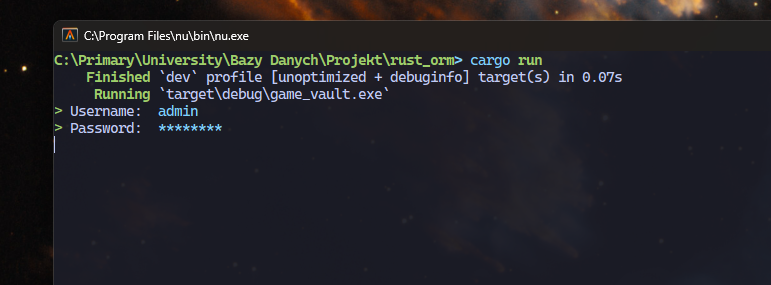 C:\Program Files\nu\bin\nu.exe
C:\Primary\University\Bazy Danych\Projekt\rust_orm> cargo run
Finished `dev` profile [unoptimized + debuginfo] target(s) in 0.07s
Running `target\debug\game_vault.exe`
> Username: admin
> Password: ********